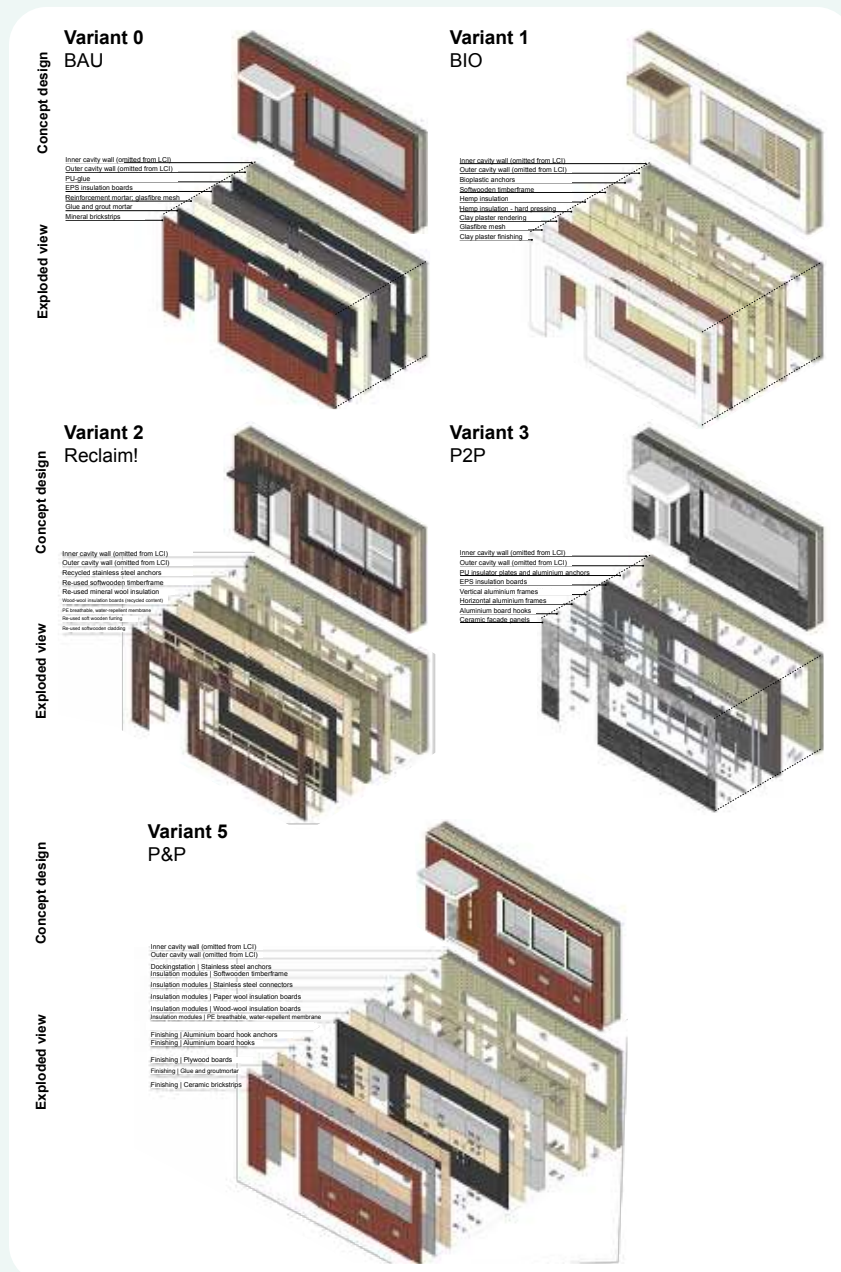 Variant 0
BAU
Concept design
Inner cavity wall (omitted from LCI)
Outer cavity wall (omitted from LCI)
PU-glue
EPS insulation boards
Reinforcement mortar; glasfibre mesh
Glue and grout mortar
Mineral brickstrips
Exploded view
Variant 1
BIO
Inner cavity wall (omitted from LCI)
Outer cavity wall (omitted from LCI)
Bioplastic anchors
Softwooden timberframe
Hemp insulation
Hemp insulation - hard pressing
Clay plaster rendering
Glasfibre mesh
Clay plaster finishing
Variant 2
Reclaim!
Concept design
Inner cavity wall (omitted from LCI)
Outer cavity wall (omitted from LCI)
Recycled stainless steel anchors
Re-used softwooden timberframe
Re-used mineral wool insulation
Wood-wool insulation boards (recycled content)
PE breathable, water-repellent membrane
Re-used soft wooden furring
Re-used softwooden cladding
Exploded view
Variant 3
P2P
Inner cavity wall (omitted from LCI)
Outer cavity wall (omitted from LCI)
PU insulator plates and aluminium anchors
EPS insulation boards
Vertical aluminium frames
Horizontal aluminium frames
Aluminium board hooks
Ceramic facade panels
Variant 5
P&P
Concept design
Inner cavity wall (omitted from LCI)
Outer cavity wall (omitted from LCI)
Dockingstation | Stainless steel anchors
Insulation modules | Softwooden timberframe
Insulation modules | Stainless steel connectors
Insulation modules | Paper wool insulation boards
Insulation modules | Wood-wool insulation boards
Insulation modules | PE breathable, water-repellent membrane
Finishing | Aluminium board hook anchors
Finishing | Aluminium board hooks
Finishing | Plywood boards
Finishing | Glue and groutmortar
Finishing | Ceramic brickstrips
Exploded view